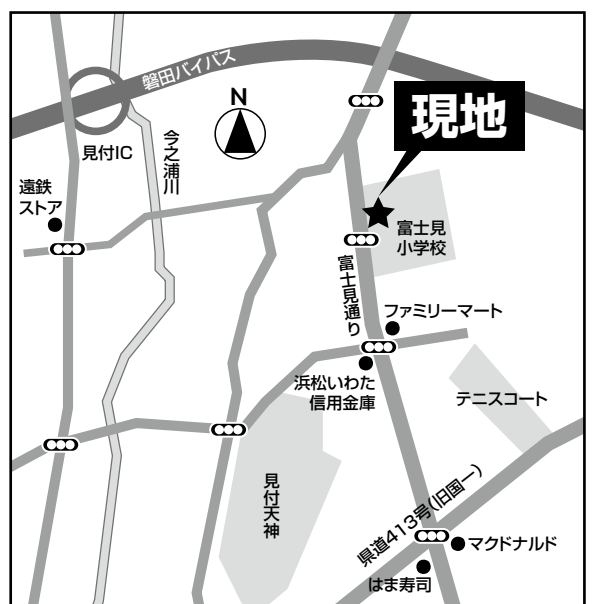 磐田バイパス
N
現地
見付IC
今之浦川
遠鉄
ストア
富士見
小学校
富士見通り
ファミリーマート
浜松いわた
信用金庫
テニスコート
見付天神
県道413号(旧国一)
マクドナルド
はま寿司